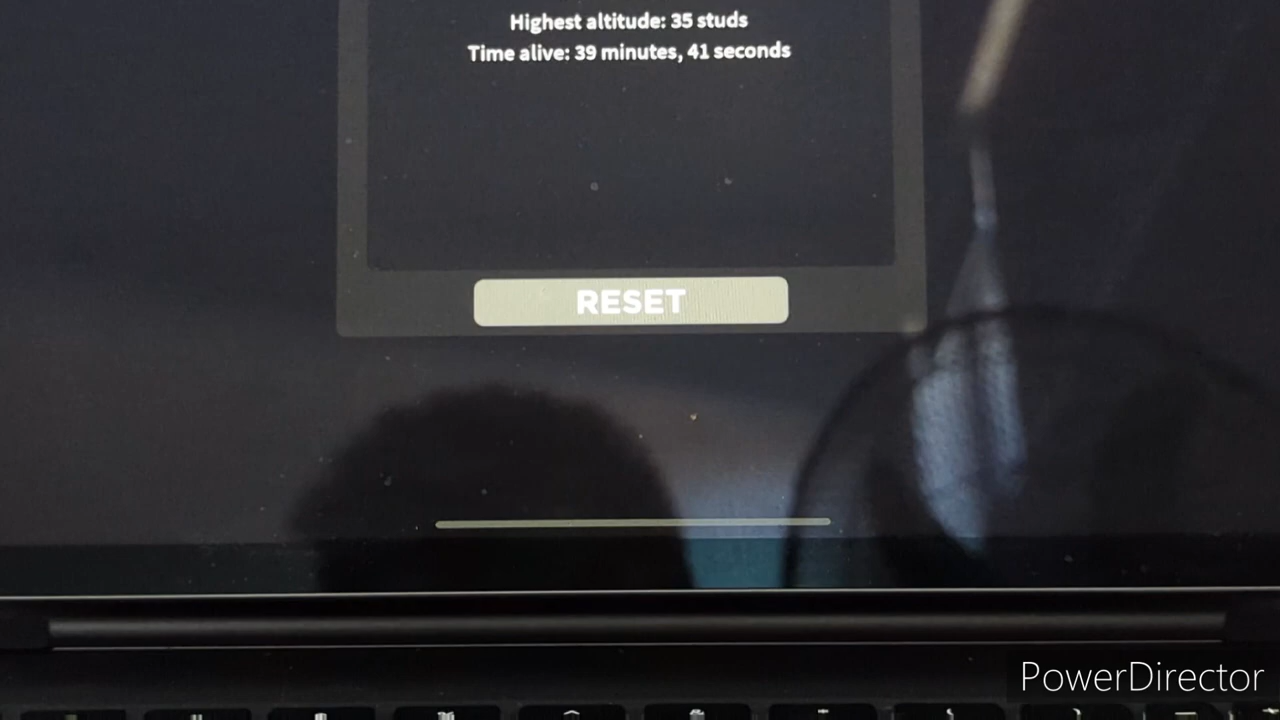 Highest altitude: 35 studs
Time alive: 39 minutes, 41 seconds
RESET
PowerDirector